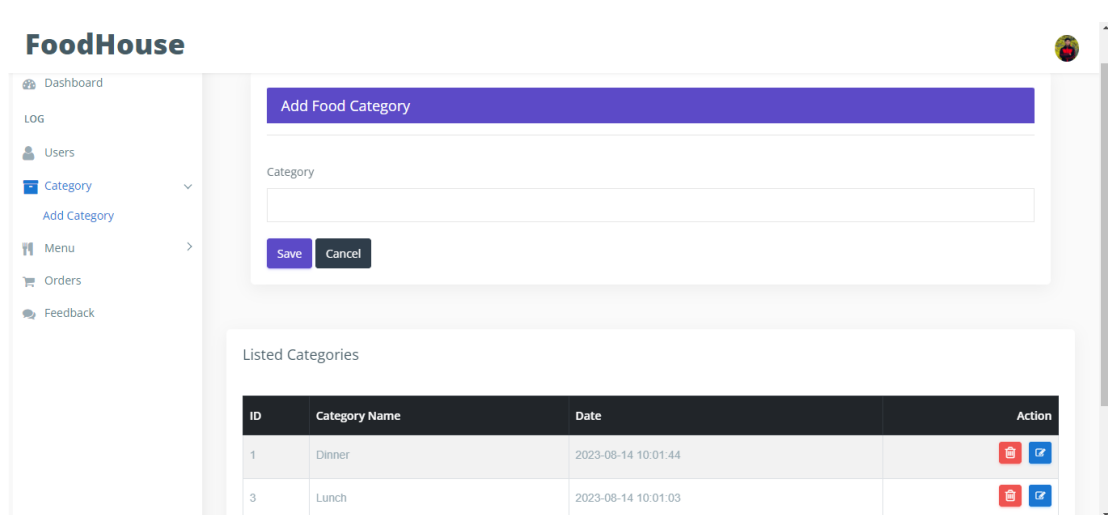 FoodHouse
Dashboard
LOG
Users
Category
Add Category
Menu
Orders
Feedback
Add Food Category
Category
Save Cancel
Listed Categories
ID Category Name Date Action
1 Dinner 2023-08-14 10:01:44
3 Lunch 2023-08-14 10:01:03